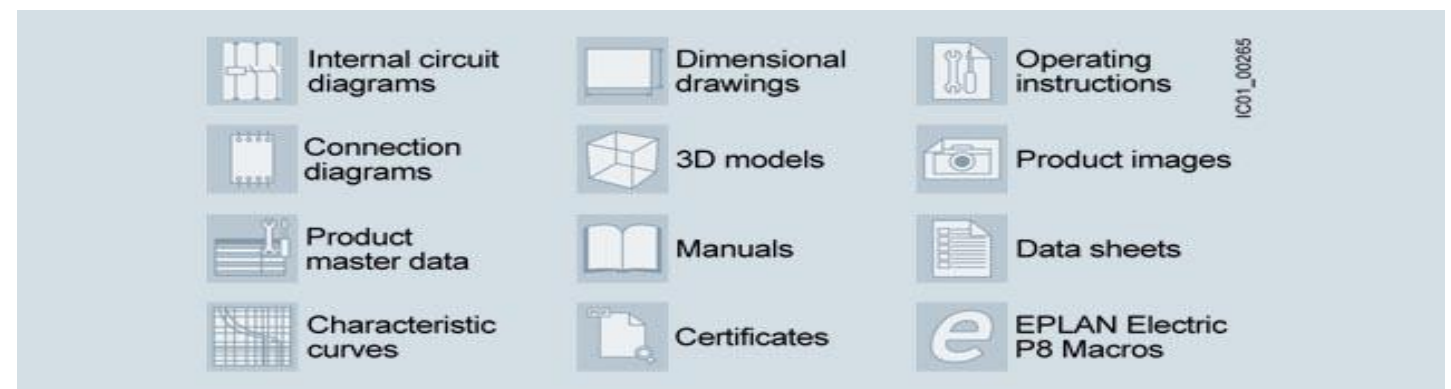 Internal circuit
diagrams
Dimensional
drawings
Operating
instructions
IC01_00265
Connection
diagrams
3D models
Product images
Product
master data
Manuals
Data sheets
Characteristic
curves
Certificates
e
EPLAN Electric
P8 Macros